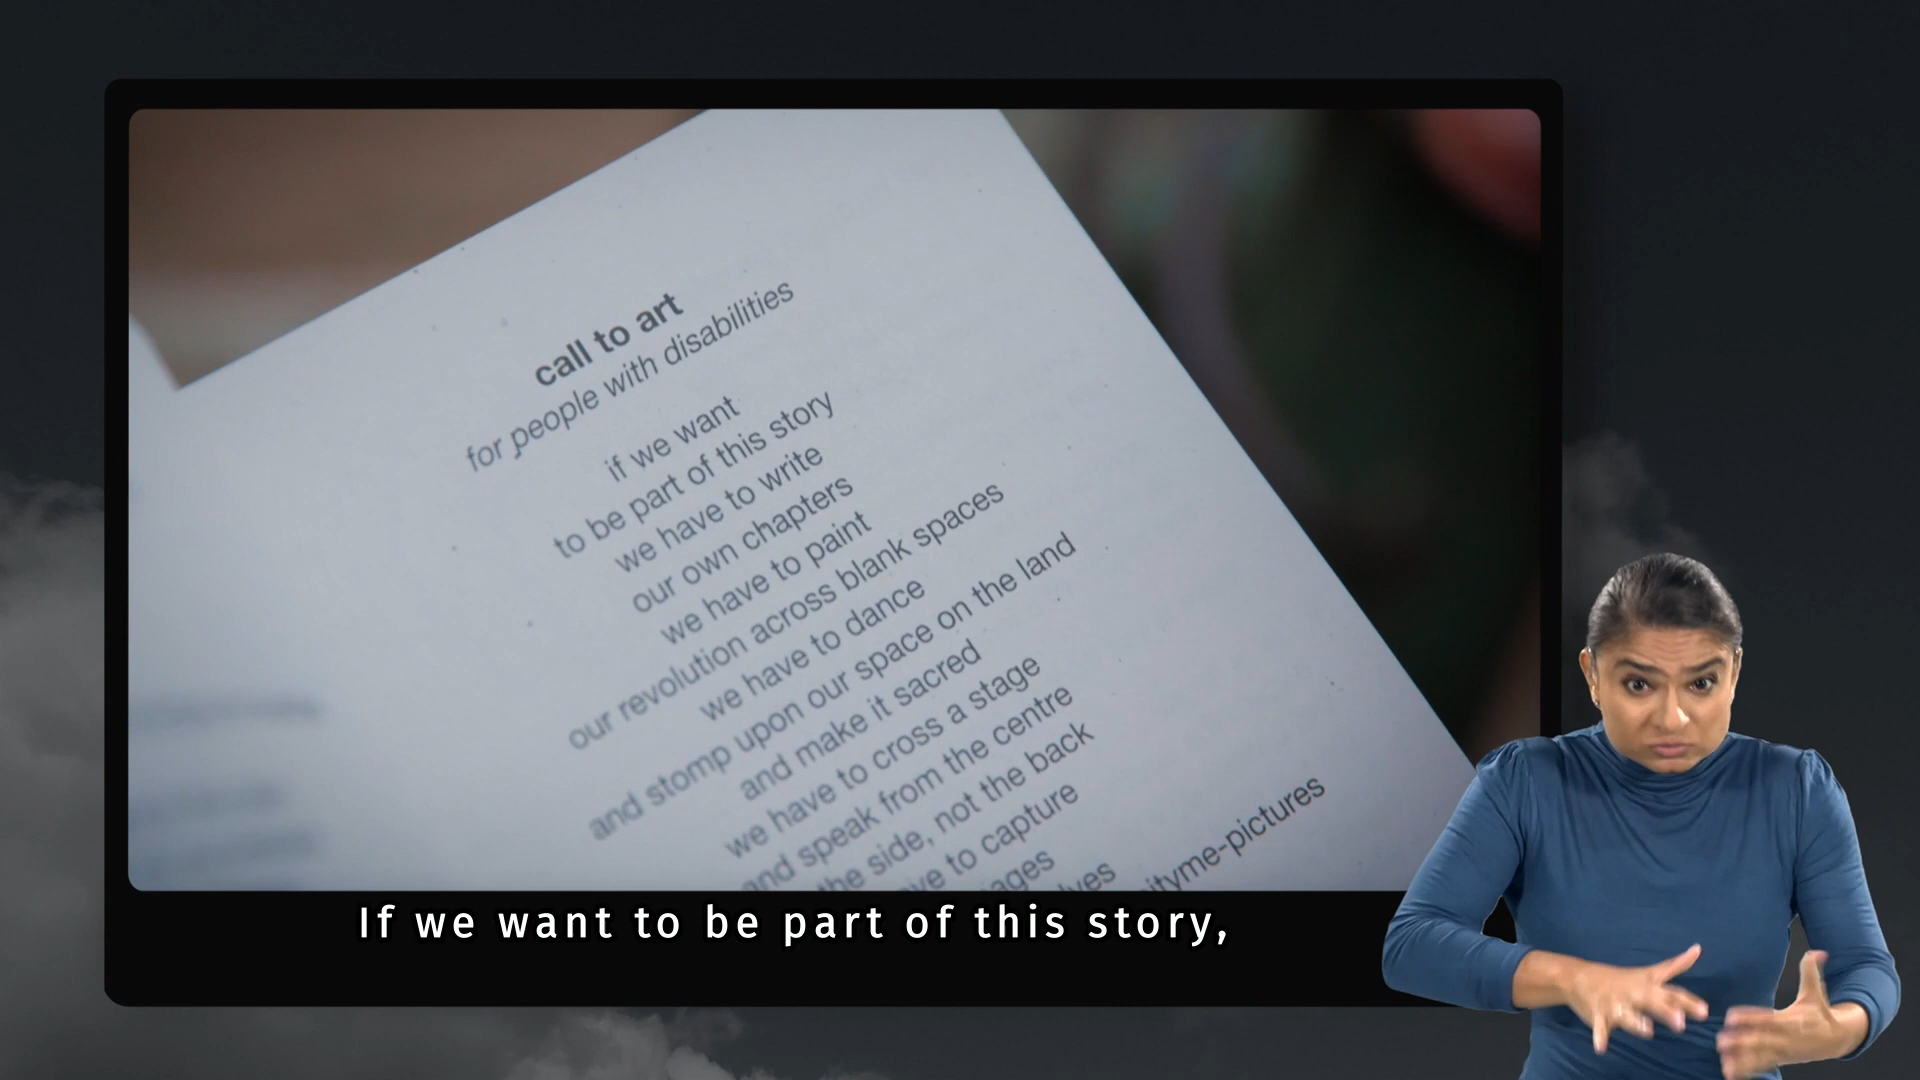 call to art
for people with disabilities
if we want
to be part of this story
we have to write
our own chapters
we have to paint
our revolution across blank spaces
we have to dance
and stomp upon our space on the land
and make it sacred
we have to cross a stage
and speak from the centre
the side, not the back
to capture
If we want to be part of this story,